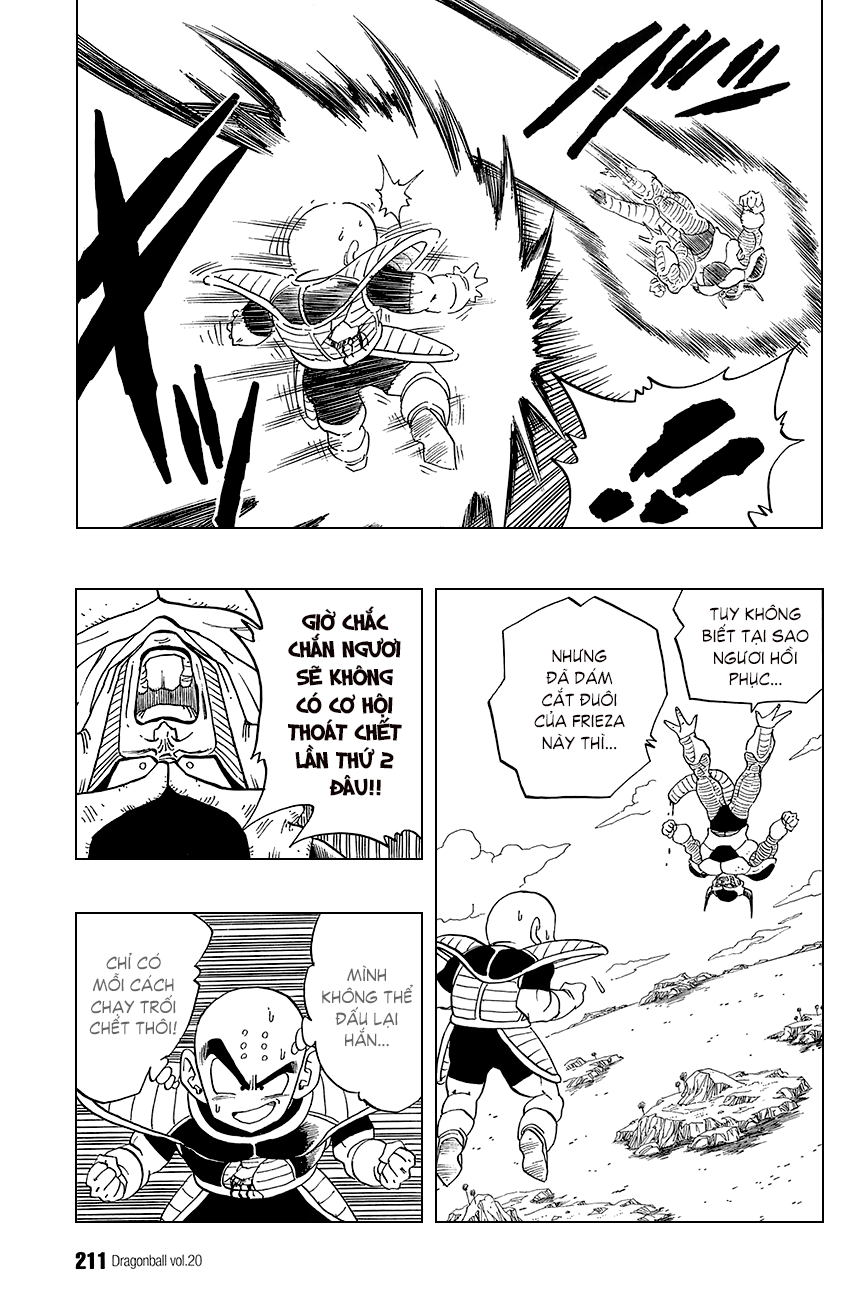 TUY KHÔNG
BIẾT TẠI SAO
NGƯƠI HỒI
PHỤC...
NHƯNG
ĐÃ DÁM
CẮT ĐUÔI
CỦA FRIEZA
NÀY THÌ...
GIỜ CHẮC
CHẮN NGƯƠI
SẼ KHÔNG
CÓ CƠ HỘI
THOÁT CHẾT
LẦN THỨ 2
ĐÂU!!
MÌNH
KHÔNG THỂ
ĐẤU LẠI
HẮN...
CHỈ CÓ
MỖI CÁCH
CHẠY TRỐI
CHẾT THÔI!
211 Dragonball vol.20